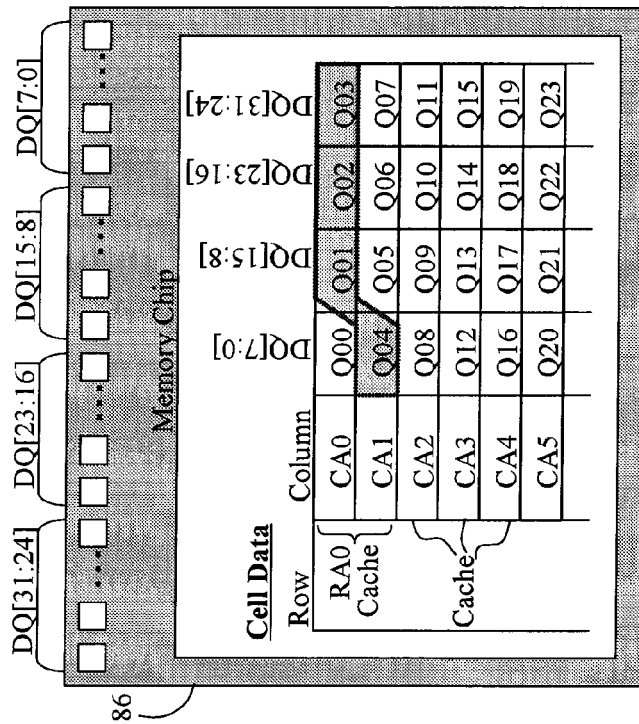 DQ[31:24] DQ[23:16] DQ[15:8] DQ[7:0]
86
Memory Chip
DQ[7:0] DQ[15:8] DQ[23:16] DQ[31:24]
Cell Data
Row Column
RA0 CA0 Q00 Q01 Q02 Q03
Cache CA1 Q04 Q05 Q06 Q07
CA2 Q08 Q09 Q10 Q11
Cache CA3 Q12 Q13 Q14 Q15
CA4 Q16 Q17 Q18 Q19
CA5 Q20 Q21 Q22 Q23